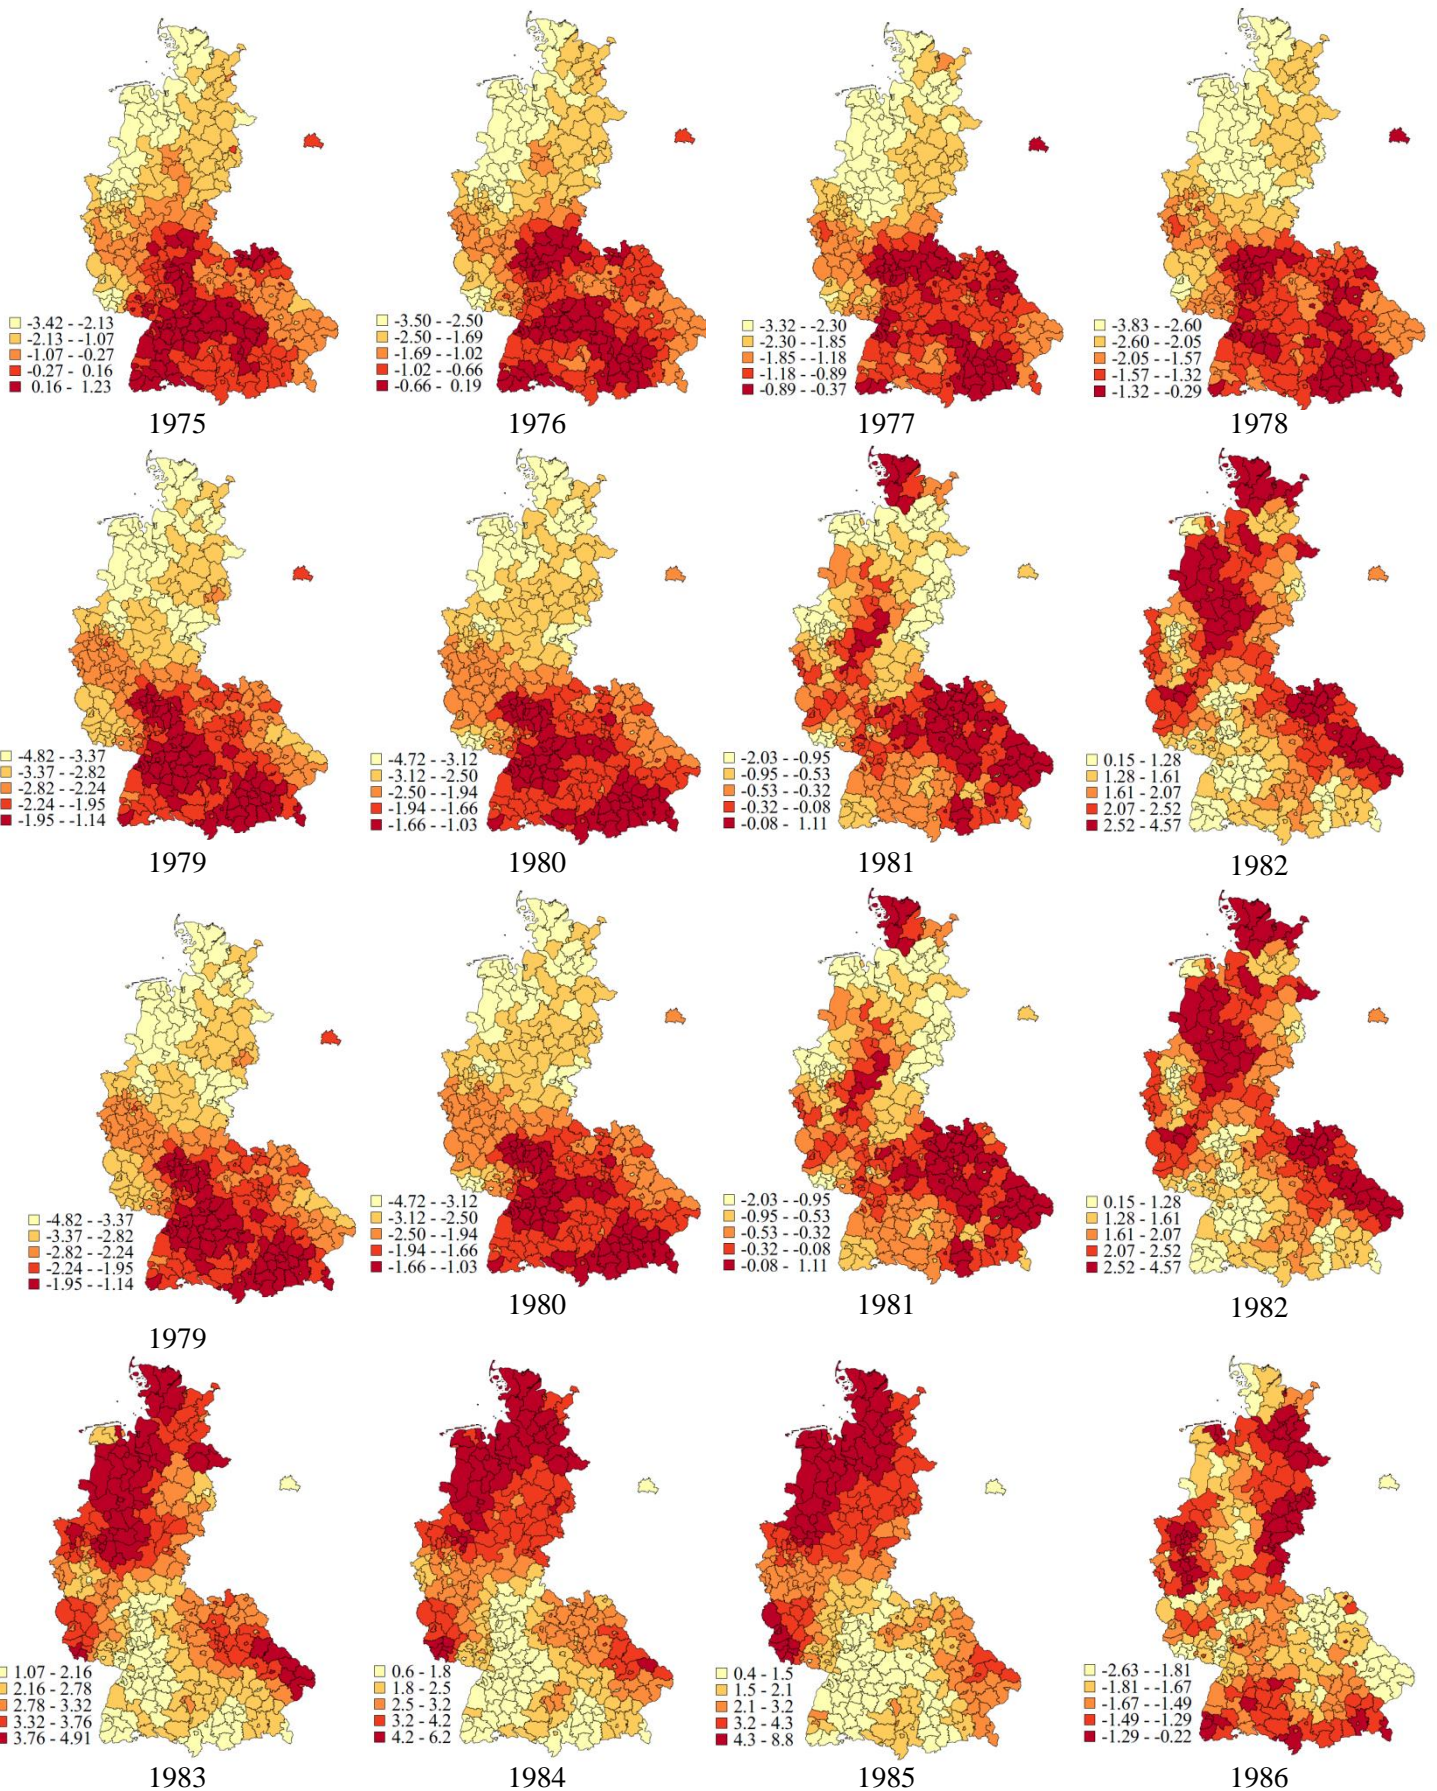 -3.42 - -2.13
-2.13 - -1.07
-1.07 - -0.27
-0.27 - 0.16
0.16 - 1.23
1975
-3.50 - -2.50
-2.50 - -1.69
-1.69 - -1.02
-1.02 - -0.66
-0.66 - 0.19
1976
-3.32 - -2.30
-2.30 - -1.85
-1.85 - -1.18
-1.18 - -0.89
-0.89 - -0.37
1977
-3.83 - -2.60
-2.60 - -2.05
-2.05 - -1.57
-1.57 - -1.32
-1.32 - -0.29
1978
-4.82 - -3.37
-3.37 - -2.82
-2.82 - -2.24
-2.24 - -1.95
-1.95 - -1.14
1979
-4.72 - -3.12
-3.12 - -2.50
-2.50 - -1.94
-1.94 - -1.66
-1.66 - -1.03
1980
-2.03 - -0.95
-0.95 - -0.53
-0.53 - -0.32
-0.32 - -0.08
-0.08 - 1.11
1981
0.15 - 1.28
1.28 - 1.61
1.61 - 2.07
2.07 - 2.52
2.52 - 4.57
1982
-4.82 - -3.37
-3.37 - -2.82
-2.82 - -2.24
-2.24 - -1.95
-1.95 - -1.14
1979
-4.72 - -3.12
-3.12 - -2.50
-2.50 - -1.94
-1.94 - -1.66
-1.66 - -1.03
1980
-2.03 - -0.95
-0.95 - -0.53
-0.53 - -0.32
-0.32 - -0.08
-0.08 - 1.11
1981
0.15 - 1.28
1.28 - 1.61
1.61 - 2.07
2.07 - 2.52
2.52 - 4.57
1982
1.07 - 2.16
2.16 - 2.78
2.78 - 3.32
3.32 - 3.76
3.76 - 4.91
1983
0.6 - 1.8
1.8 - 2.5
2.5 - 3.2
3.2 - 4.2
4.2 - 6.2
1984
0.4 - 1.5
1.5 - 2.1
2.1 - 3.2
3.2 - 4.3
4.3 - 8.8
1985
-2.63 - -1.81
-1.81 - -1.67
-1.67 - -1.49
-1.49 - -1.29
-1.29 - -0.22
1986